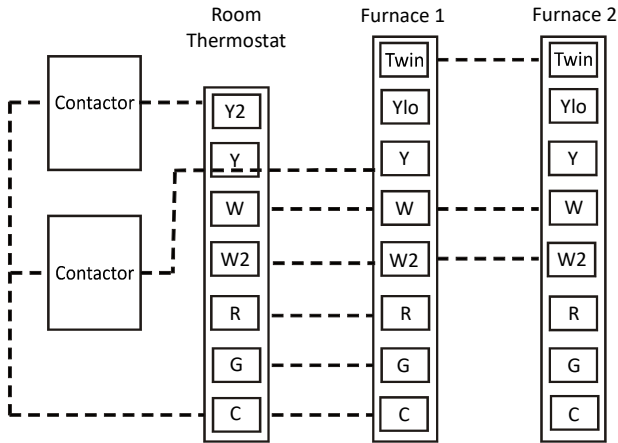 Room
Thermostat
Furnace 1
Furnace 2
Contactor
Contactor
Y2
Y
W
W2
R
G
C
Twin
Ylo
Y
W
W2
R
G
C
Twin
Ylo
Y
W
W2
R
G
C